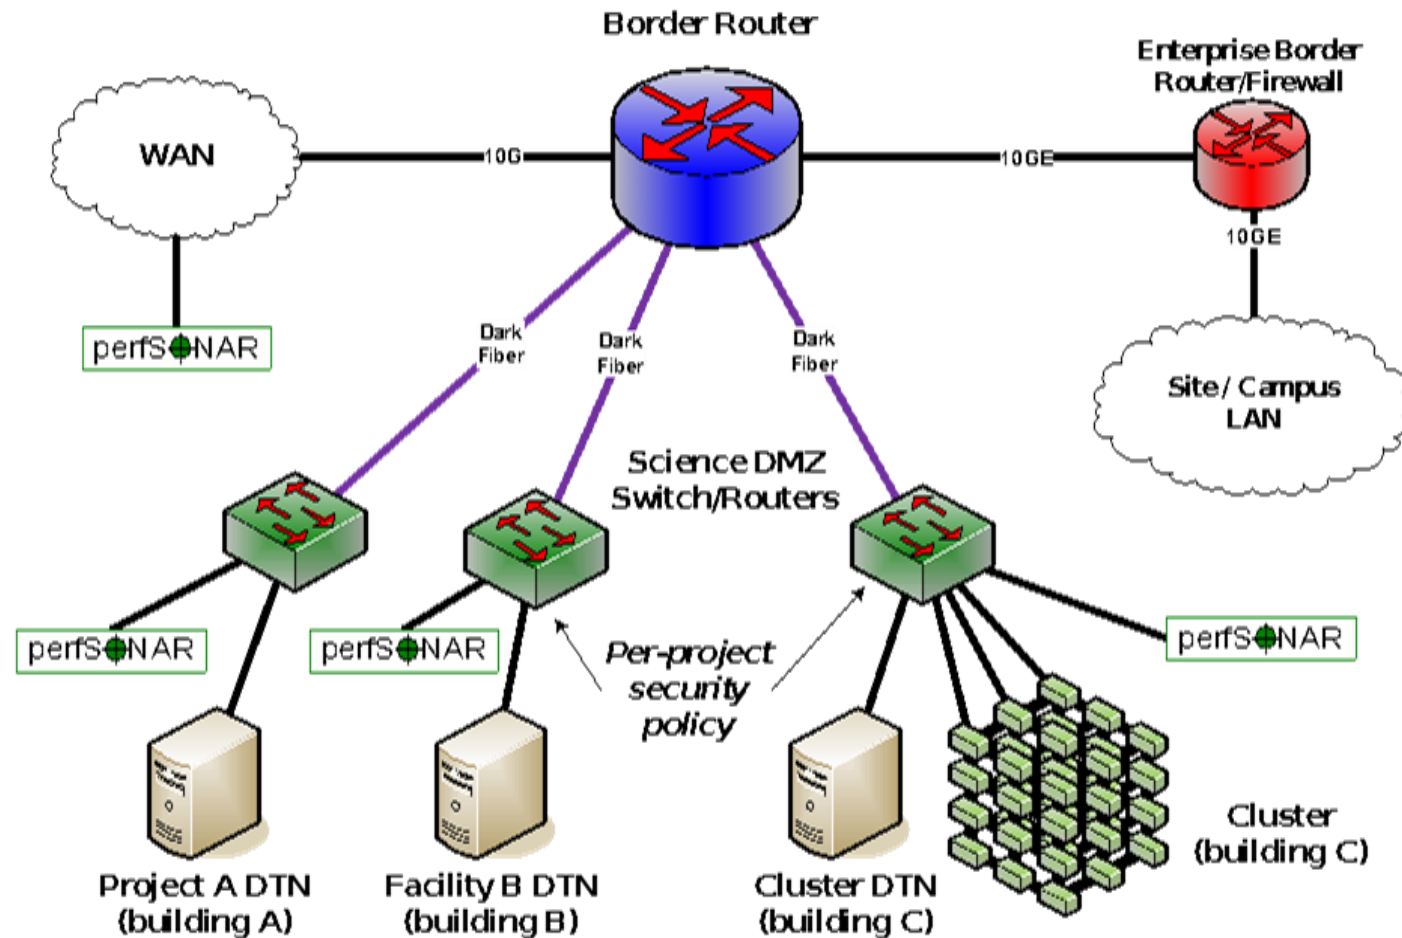 Border Router
Enterprise Border
Router/Firewall
WAN
10G
10GE
10GE
perfSONAR
Dark
Fiber
Dark
Fiber
Dark
Fiber
Site / Campus
LAN
Science DMZ
Switch/Routers
perfSONAR
perfSONAR
perfSONAR
Per-project
security
policy
Project A DTN
(building A)
Facility B DTN
(building B)
Cluster DTN
(building C)
Cluster
(building C)